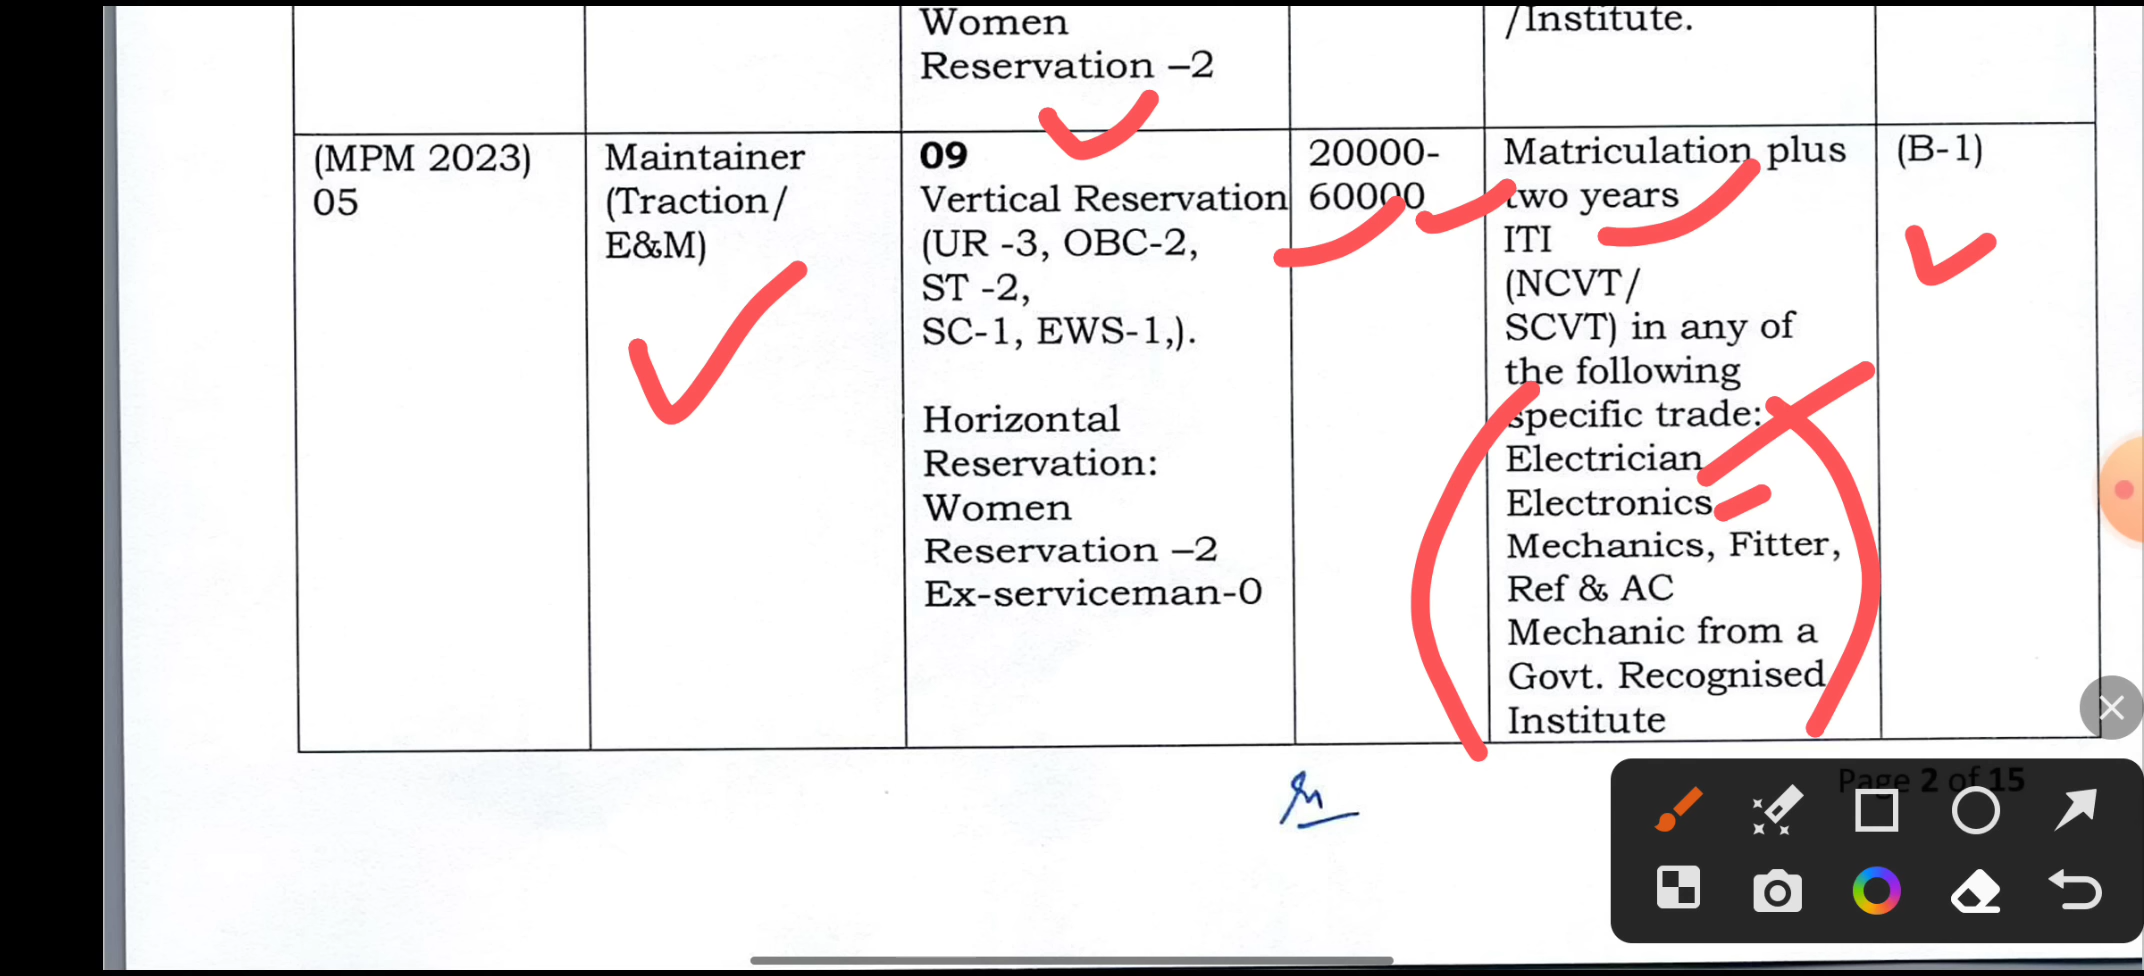 Women
Reservation –2
/Institute.
(MPM 2023)
05
Maintainer
(Traction/
E&M)
09
Vertical Reservation
(UR -3, OBC-2,
ST -2,
SC-1, EWS-1,).
Horizontal
Reservation:
Women
Reservation –2
Ex-serviceman-0
20000-
60000
Matriculation plus
two years
ITI
(NCVT/
SCVT) in any of
the following
specific trade:
Electrician
Electronics
Mechanics, Fitter,
Ref & AC
Mechanic from a
Govt. Recognised
Institute
(B-1)
Page 2 of 15